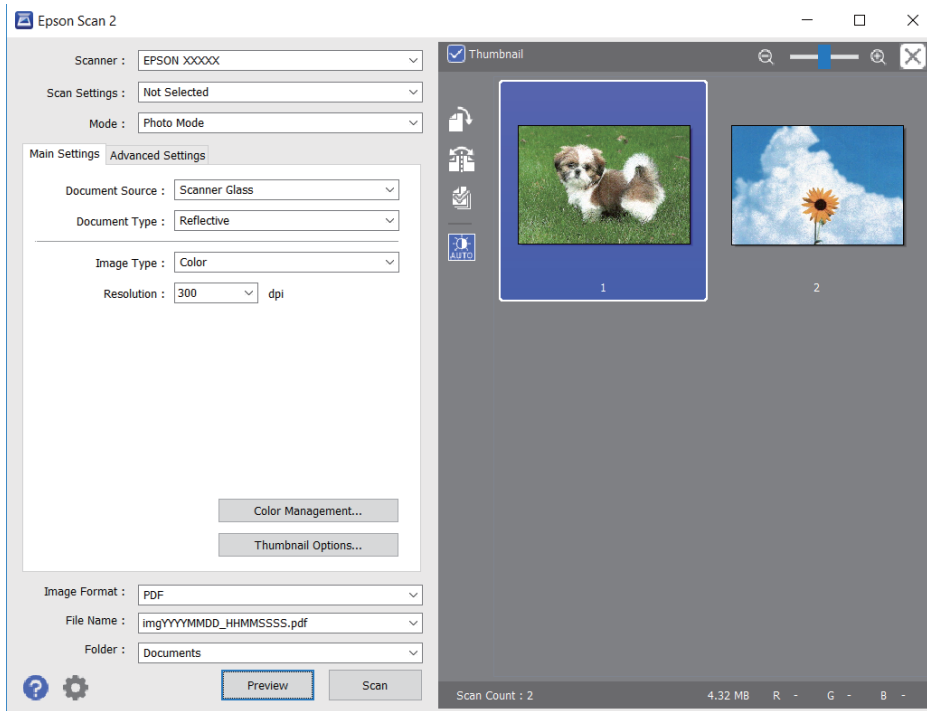 Epson Scan 2
Scanner : EPSON XXXXX
Scan Settings : Not Selected
Mode : Photo Mode
Main Settings Advanced Settings
Document Source : Scanner Glass
Document Type : Reflective
Image Type : Color
Resolution : 300 dpi
Color Management...
Thumbnail Options...
Image Format : PDF
File Name : imgYYYYMMDD_HHMMSSSS.pdf
Folder : Documents
Preview Scan
Thumbnail
AUTO
1 2
Scan Count : 2 4.32 MB R - G - B -